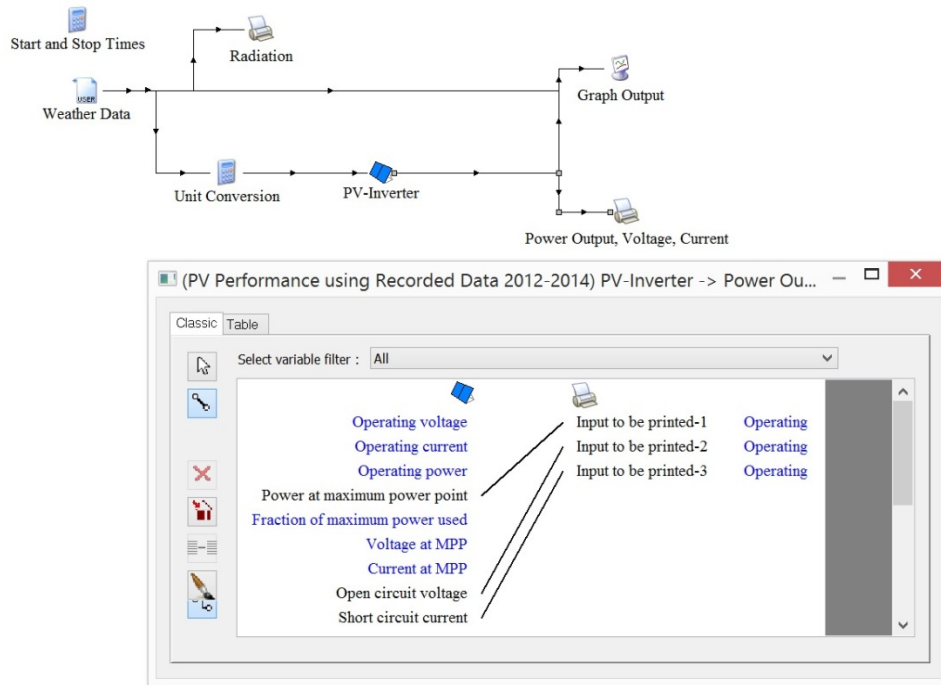 Start and Stop Times
Radiation
Graph Output
USER
Weather Data
Unit Conversion
PV-Inverter
Power Output, Voltage, Current
(PV Performance using Recorded Data 2012-2014) PV-Inverter -> Power Ou...
Classic
Table
Select variable filter :
All
Operating voltage
Input to be printed-1
Operating
Operating current
Input to be printed-2
Operating
Operating power
Input to be printed-3
Operating
Power at maximum power point
Fraction of maximum power used
Voltage at MPP
Current at MPP
Open circuit voltage
Short circuit current